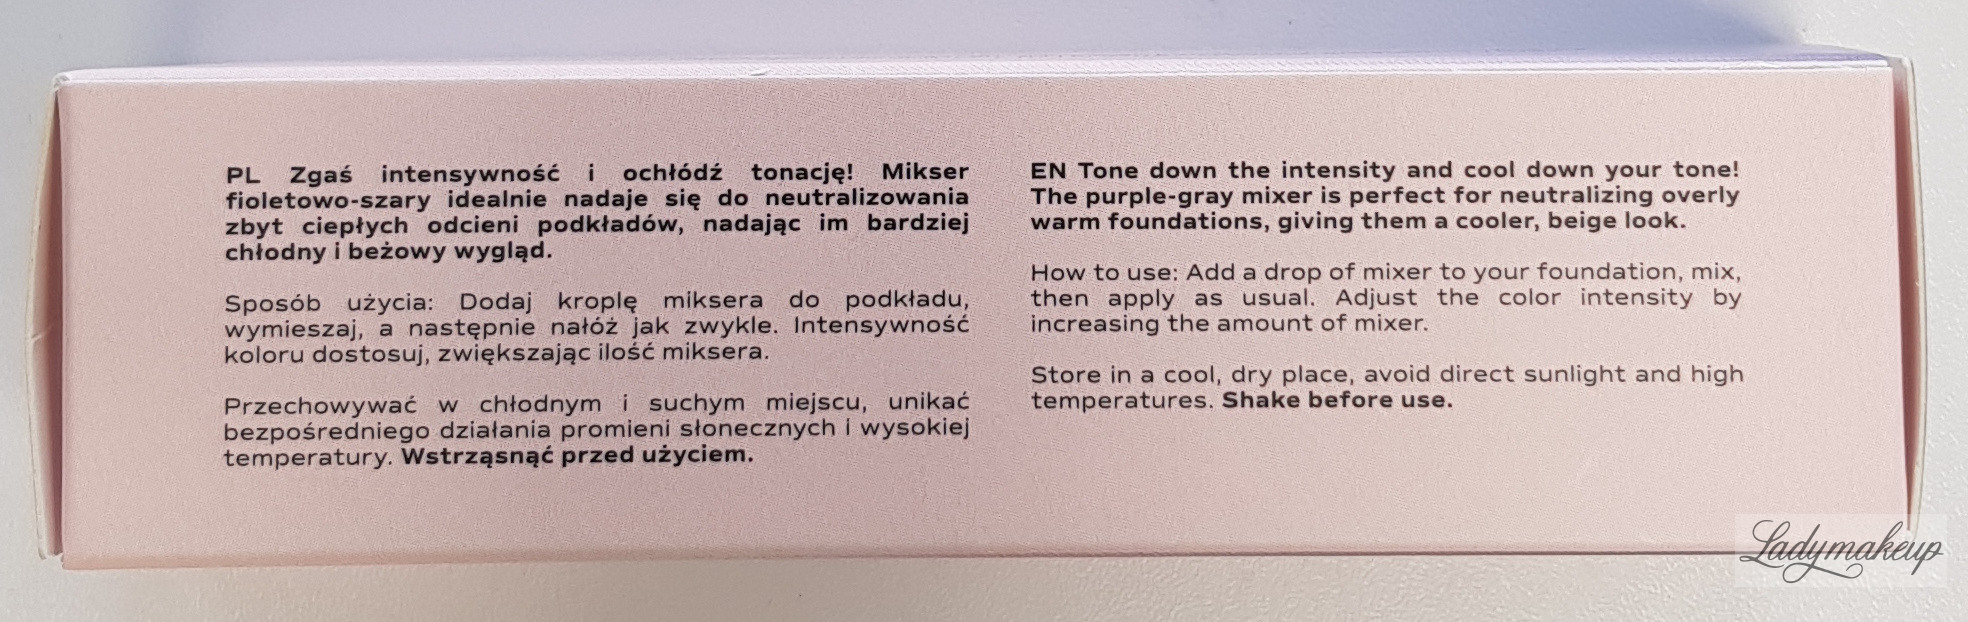 PL Zgaś intensywność i ochłódź tonację! Mikser
fioletowo-szary idealnie nadaje się do neutralizowania
zbyt ciepłych odcieni podkładów, nadając im bardziej
chłodny i beżowy wygląd.
Sposób użycia: Dodaj kroplę miksera do podkładu,
wymieszaj, a następnie nałóż jak zwykle. Intensywność
koloru dostosuj, zwiększając ilość miksera.
Przechowywać w chłodnym i suchym miejscu, unikać
bezpośredniego działania promieni słonecznych i wysokiej
temperatury. Wstrząsnąć przed użyciem.
EN Tone down the intensity and cool down your tone!
The purple-gray mixer is perfect for neutralizing overly
warm foundations, giving them a cooler, beige look.
How to use: Add a drop of mixer to your foundation, mix,
then apply as usual. Adjust the color intensity by
increasing the amount of mixer.
Store in a cool, dry place, avoid direct sunlight and high
temperatures. Shake before use.
Ladymakeup